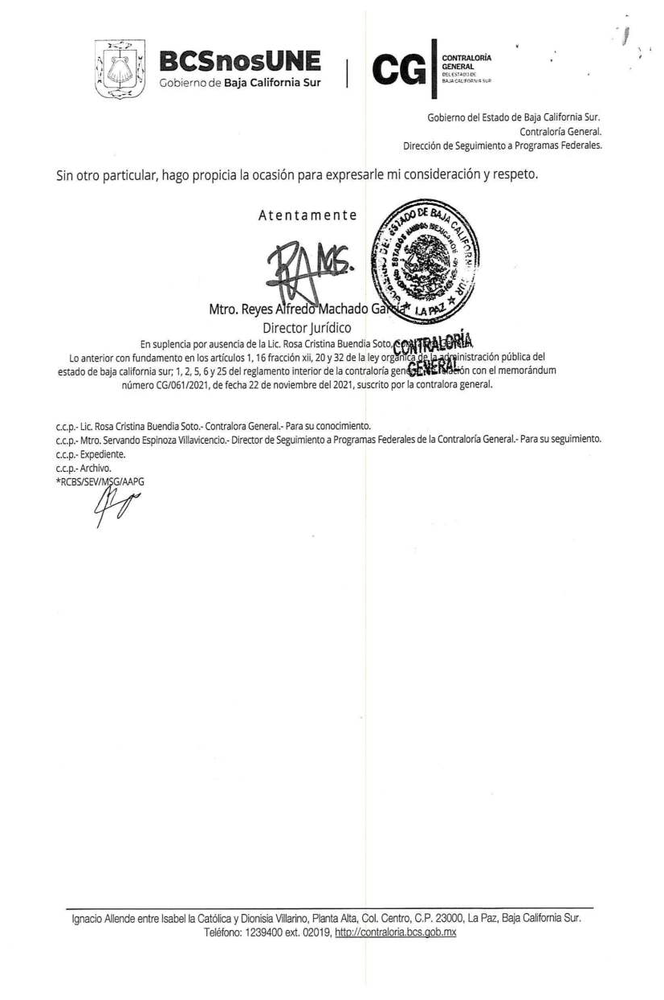 BCSnosUNE
Gobierno de Baja California Sur
CG
CONTRALORÍA
GENERAL
DEL ESTADO DE
BAJA CALIFORNIA SUR
Gobierno del Estado de Baja California Sur.
Contraloría General.
Dirección de Seguimiento a Programas Federales.
Sin otro particular, hago propicia la ocasión para expresarle mi consideración y respeto.
Atentamente
GOBIERNO DEL ESTADO DE BAJA CALIFORNIA SUR
ESTADOS UNIDOS MEXICANOS
LA PAZ
Mtro. Reyes Alfredo Machado García
Director Jurídico
CONTRALORÍA
GENERAL
En suplencia por ausencia de la Lic. Rosa Cristina Buendia Soto, Contralora General,
Lo anterior con fundamento en los artículos 1, 16 fracción xii, 20 y 32 de la ley orgánica de la administración pública del
estado de baja california sur; 1, 2, 5, 6 y 25 del reglamento interior de la contraloría general en relación con el memorándum
número CG/061/2021, de fecha 22 de noviembre del 2021, suscrito por la contralora general.
c.c.p.- Lic. Rosa Cristina Buendia Soto.- Contralora General.- Para su conocimiento.
c.c.p.- Mtro. Servando Espinoza Villavicencio.- Director de Seguimiento a Programas Federales de la Contraloría General.- Para su seguimiento.
c.c.p.- Expediente.
c.c.p.- Archivo.
*RCBS/SEV/MSG/AAPG
Ignacio Allende entre Isabel la Católica y Dionisia Villarino, Planta Alta, Col. Centro, C.P. 23000, La Paz, Baja California Sur.
Teléfono: 1239400 ext. 02019, http://contraloria.bcs.gob.mx